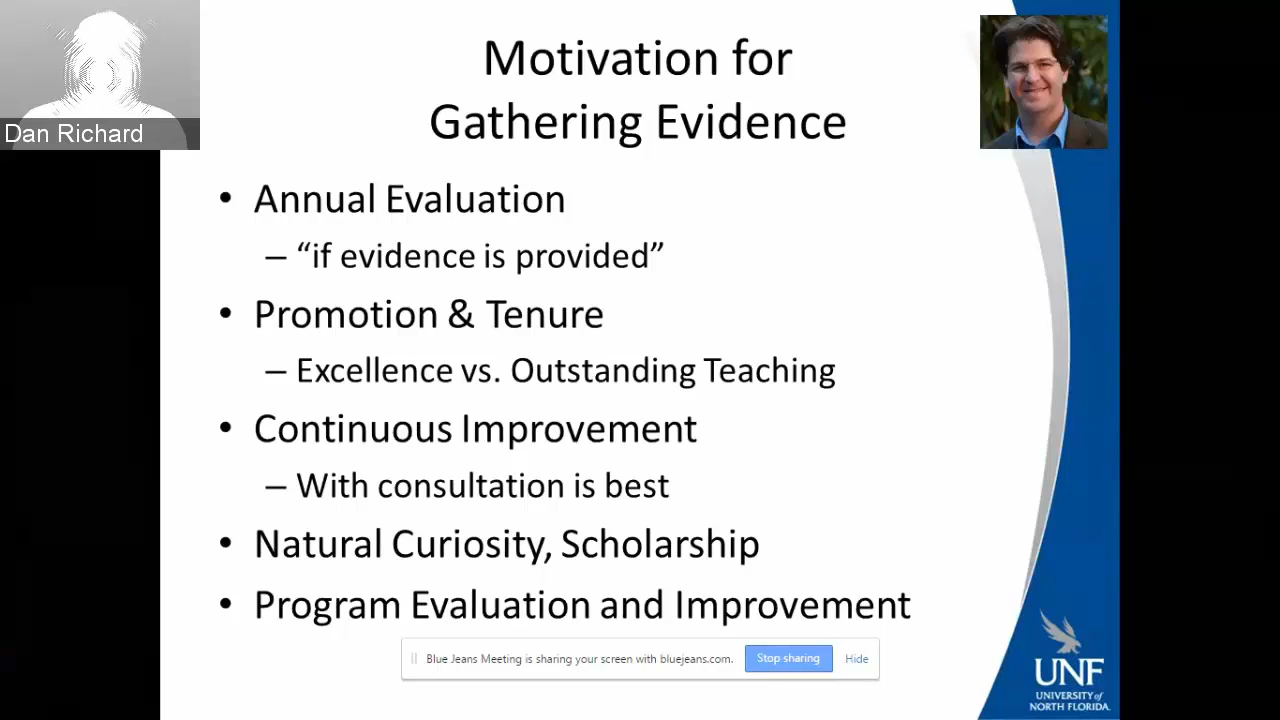 Dan Richard
Motivation for
Gathering Evidence
• Annual Evaluation
– “if evidence is provided”
• Promotion & Tenure
– Excellence vs. Outstanding Teaching
• Continuous Improvement
– With consultation is best
• Natural Curiosity, Scholarship
• Program Evaluation and Improvement
Blue Jeans Meeting is sharing your screen with bluejeans.com. Stop sharing Hide
UNF
UNIVERSITY of
NORTH FLORIDA.